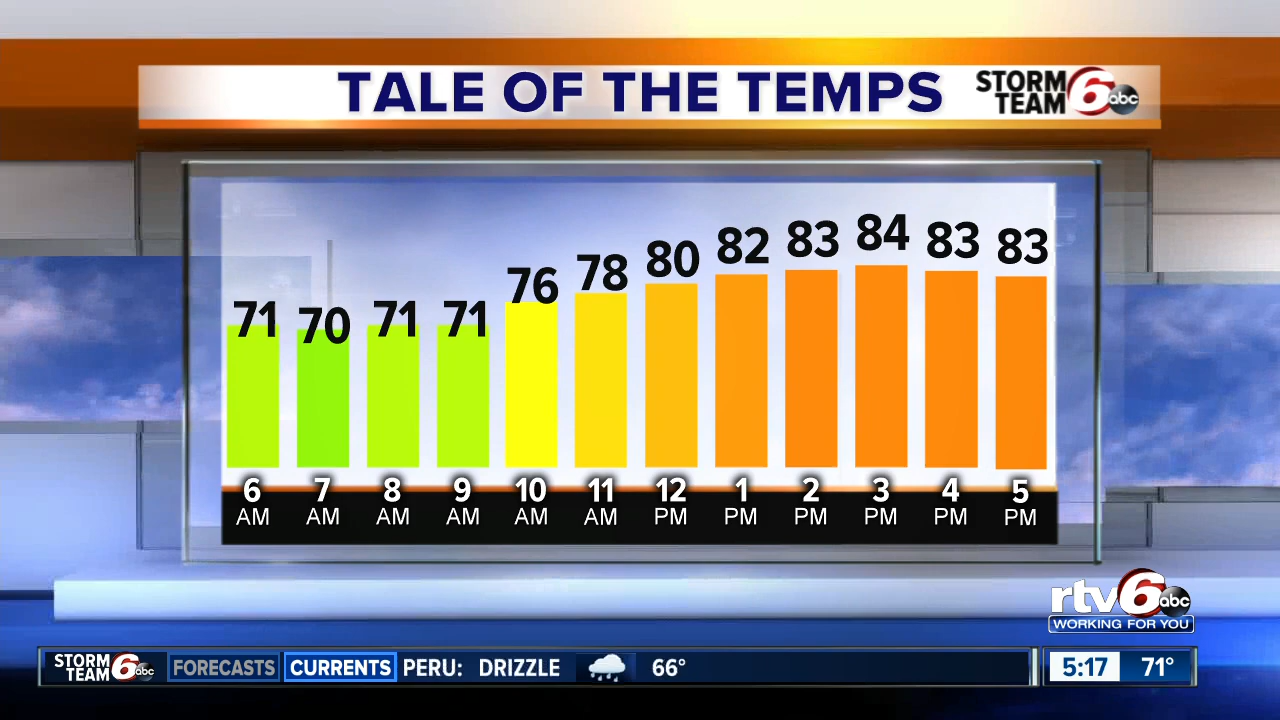 TALE OF THE TEMPS
STORM TEAM 6 abc
71 70 71 71 76 78 80 82 83 84 83 83
6 7 8 9 10 11 12 1 2 3 4 5
AM AM AM AM AM AM PM PM PM PM PM PM
rtv6 abc
WORKING FOR YOU
STORM TEAM 6 abc FORECASTS CURRENTS PERU: DRIZZLE 66° 5:17 71°